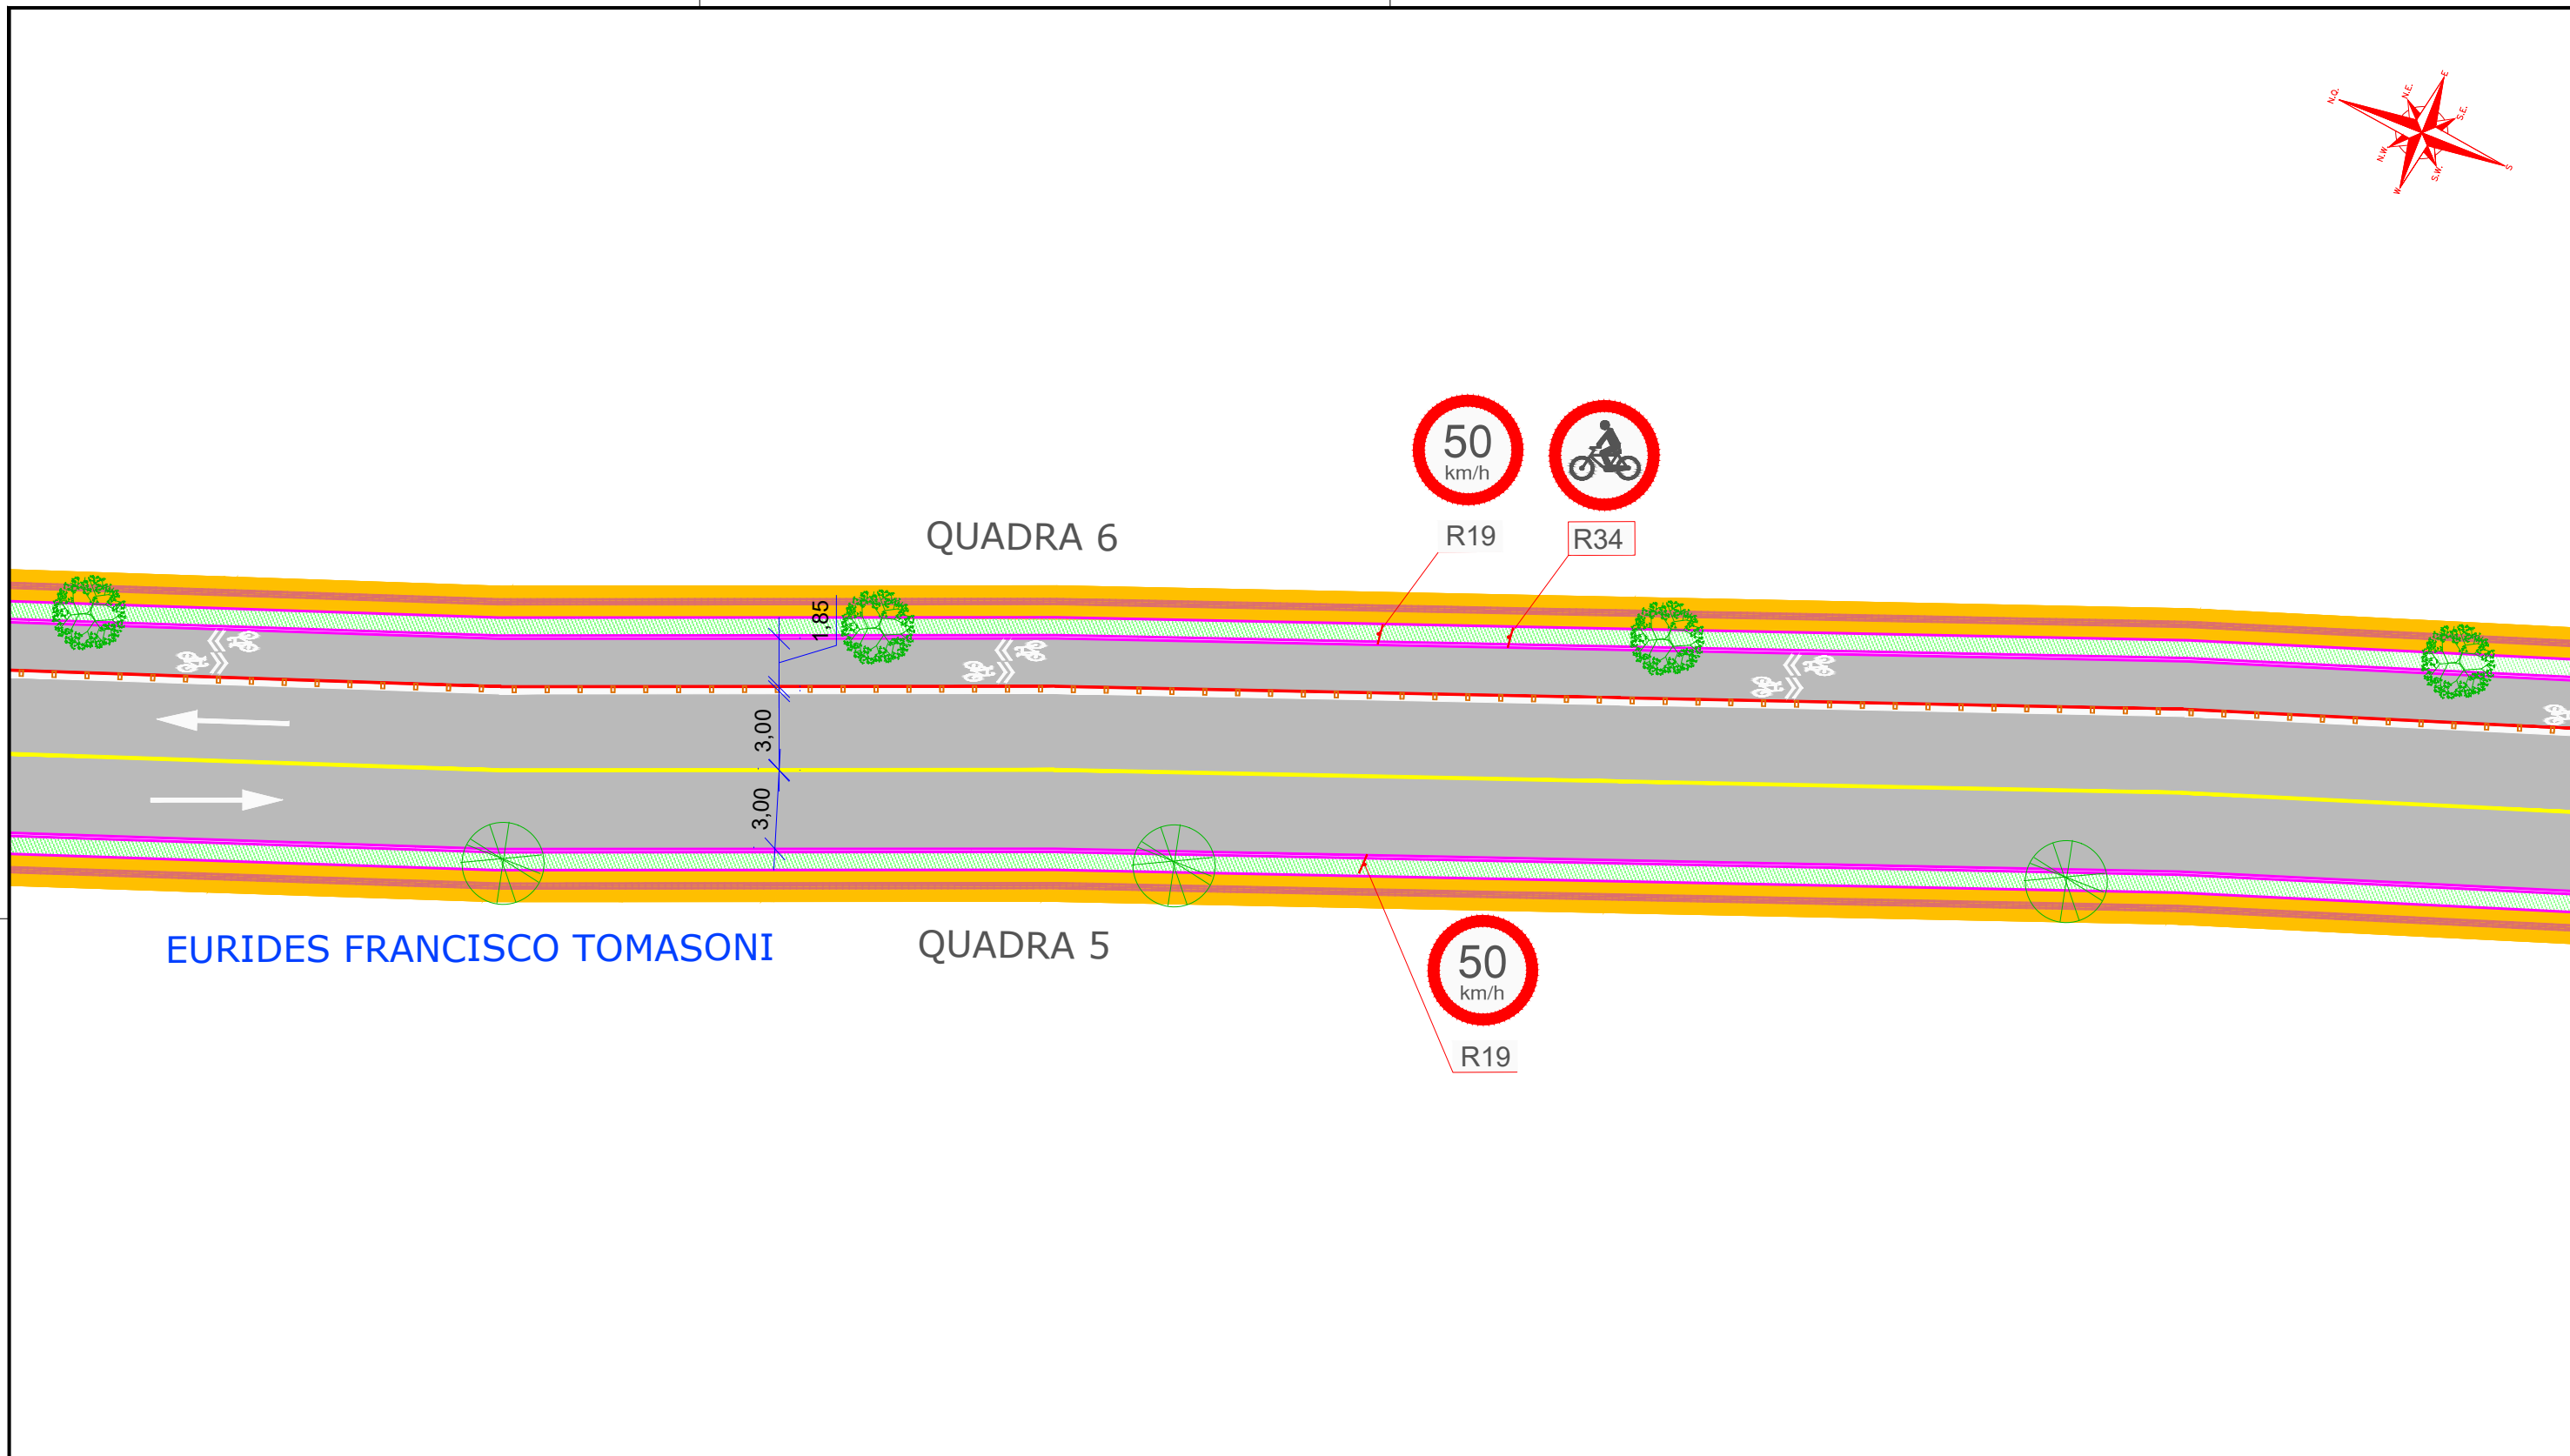 E
N.E.
N.O.
S.E.
N.W.
S.W.
S
W
50
km/h
R19
R34
QUADRA 6
1,85
3,00
3,00
EURIDES FRANCISCO TOMASONI
QUADRA 5
50
km/h
R19